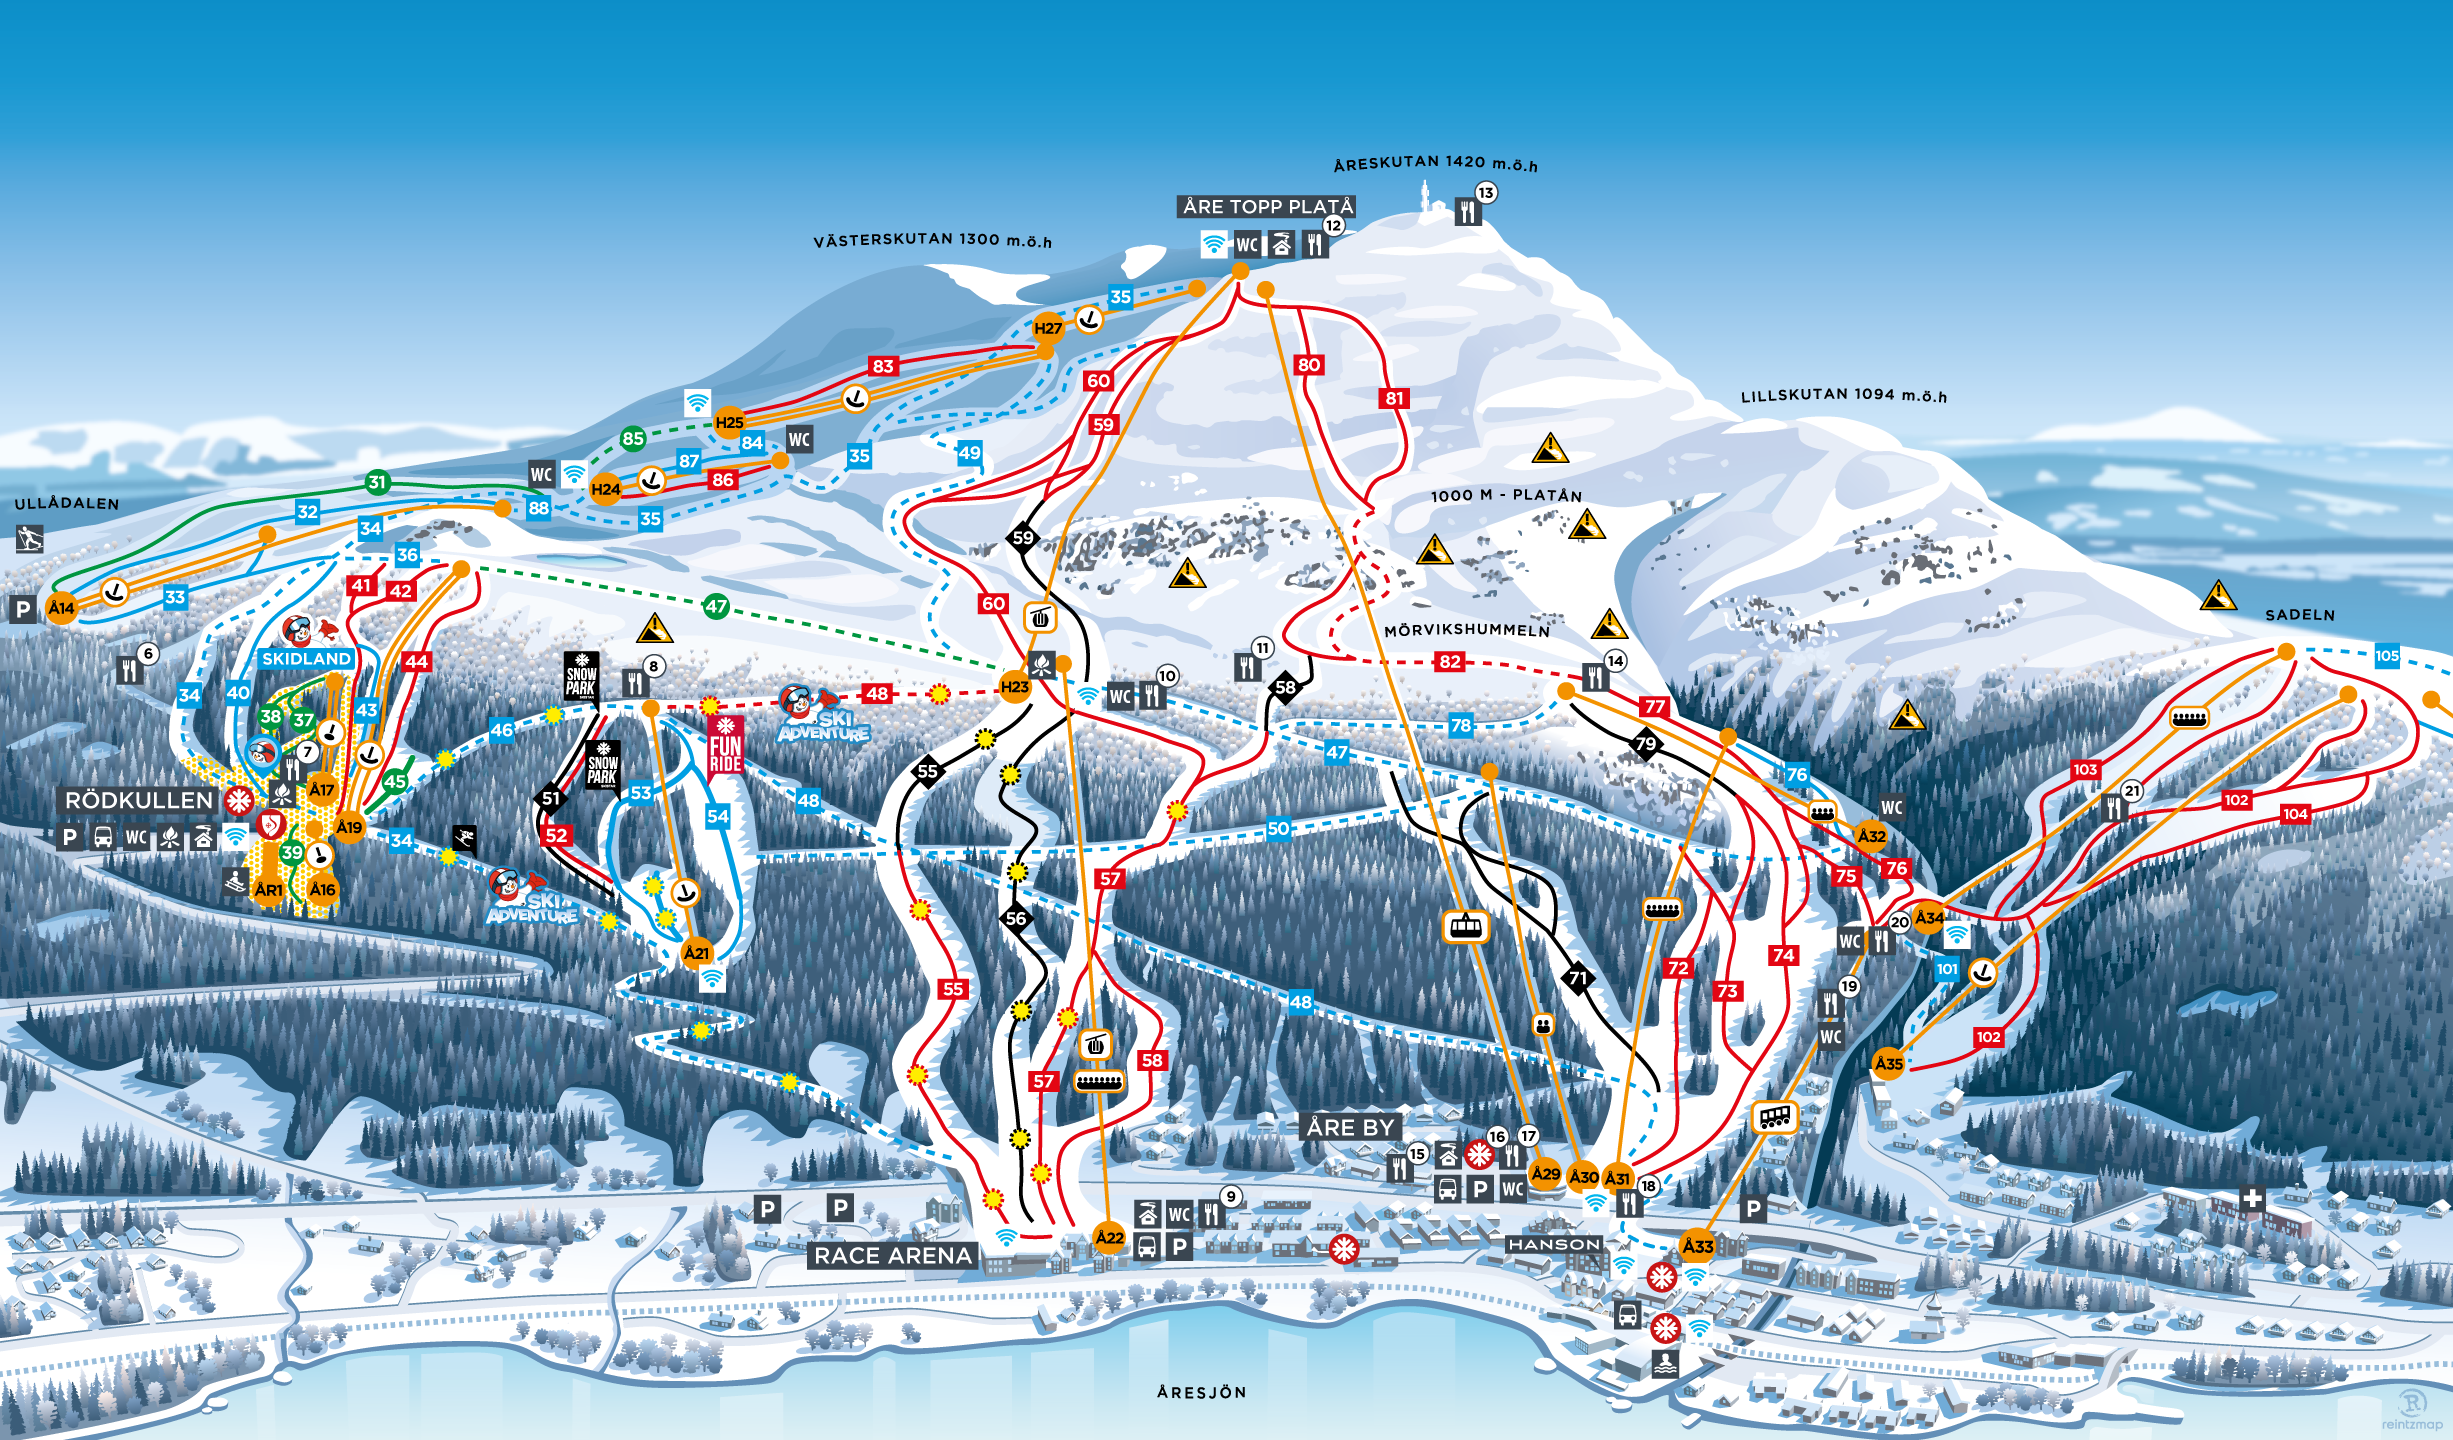 ÅRESKUTAN 1420 m.ö.h
13
ÅRE TOPP PLATÅ
12
WC
VÄSTERSKUTAN 1300 m.ö.h
35
H27
83
60
80
81
59
LILLSKUTAN 1094 m.ö.h
H25
85
84
WC
87
35
49
WC
H24
86
31
ULLÅDALEN
32
88
35
34
1000 M - PLATÅN
59
36
41
42
33
P
Å14
47
60
SADELN
MÖRVIKSHUMMELN
6
SKIDLAND
8
11
14
82
105
SNOW
PARK
SKISTAR
44
34
40
43
48
H23
WC
10
58
77
SKI
ADVENTURE
38
37
46
FUN
RIDE
78
79
7
SNOW
PARK
SKISTAR
47
76
103
55
45
53
51
48
54
21
102
104
RÖDKULLEN
Å17
Å19
WC
P
WC
34
52
50
Å32
39
57
75
76
ÅR1
Å16
SKI
ADVENTURE
56
20
Å34
WC
Å21
74
72
71
101
55
73
19
48
102
WC
58
57
Å35
ÅRE BY
15
16
17
P
WC
Å29
Å30
Å31
18
P
P
P
9
WC
P
Å22
RACE ARENA
HANSON
Å33
ÅRESJÖN
R
reintzmap